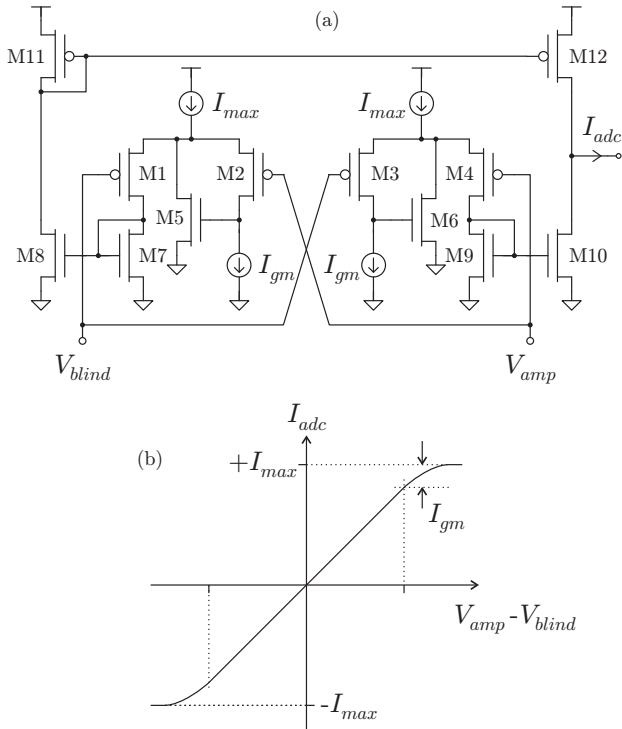 (a)
M11
M12
I_max
I_max
I_adc
M1
M2
M3
M4
M5
M6
M8
M7
I_gm
I_gm
M9
M10
V_blind
V_amp
I_adc
(b)
+I_max
I_gm
V_amp -V_blind
-I_max